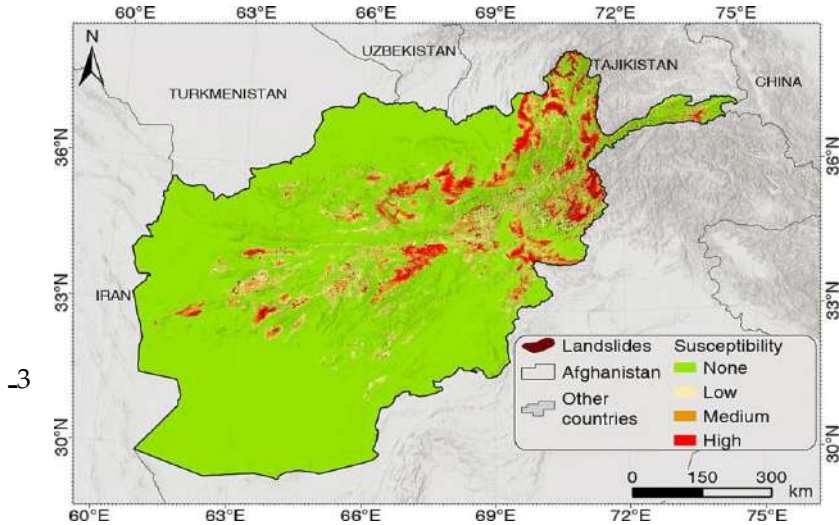 60°E 63°E 66°E 69°E 72°E 75°E
N
UZBEKISTAN
TAJIKISTAN
CHINA
TURKMENISTAN
36°N 36°N
33°N 33°N
IRAN
Landslides
Afghanistan
Other
countries
Susceptibility
None
Low
Medium
High
3
30°N 30°N
0 150 300
km
60°E 63°E 66°E 69°E 72°E 75°E